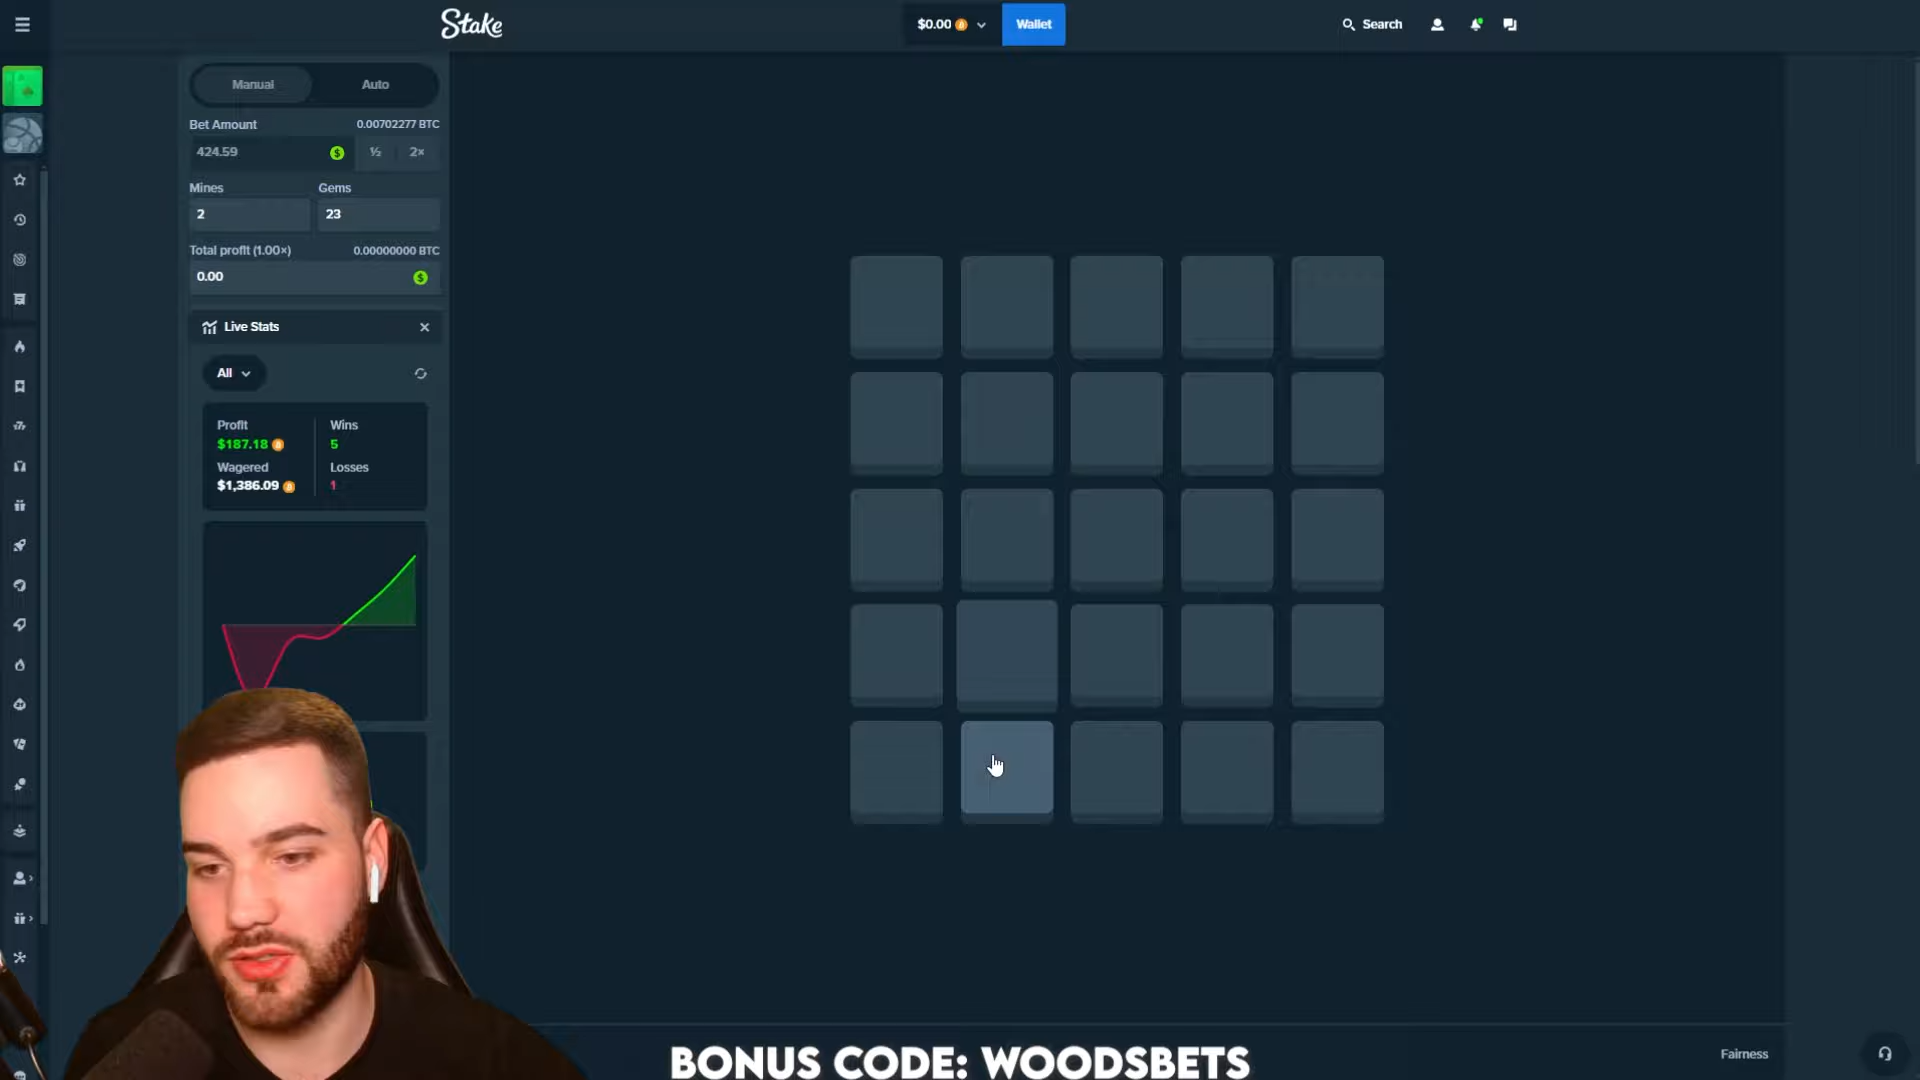 Stake
$0.00
Wallet
Search
Manual
Auto
Bet Amount
0.00702277 BTC
424.59
½
2×
Mines
Gems
2
23
Total profit (1.00×)
0.00000000 BTC
0.00
Live Stats
All
Profit
Wins
$187.18
5
Wagered
Losses
$1,386.09
1
BONUS CODE: WOODSBETS
Fairness